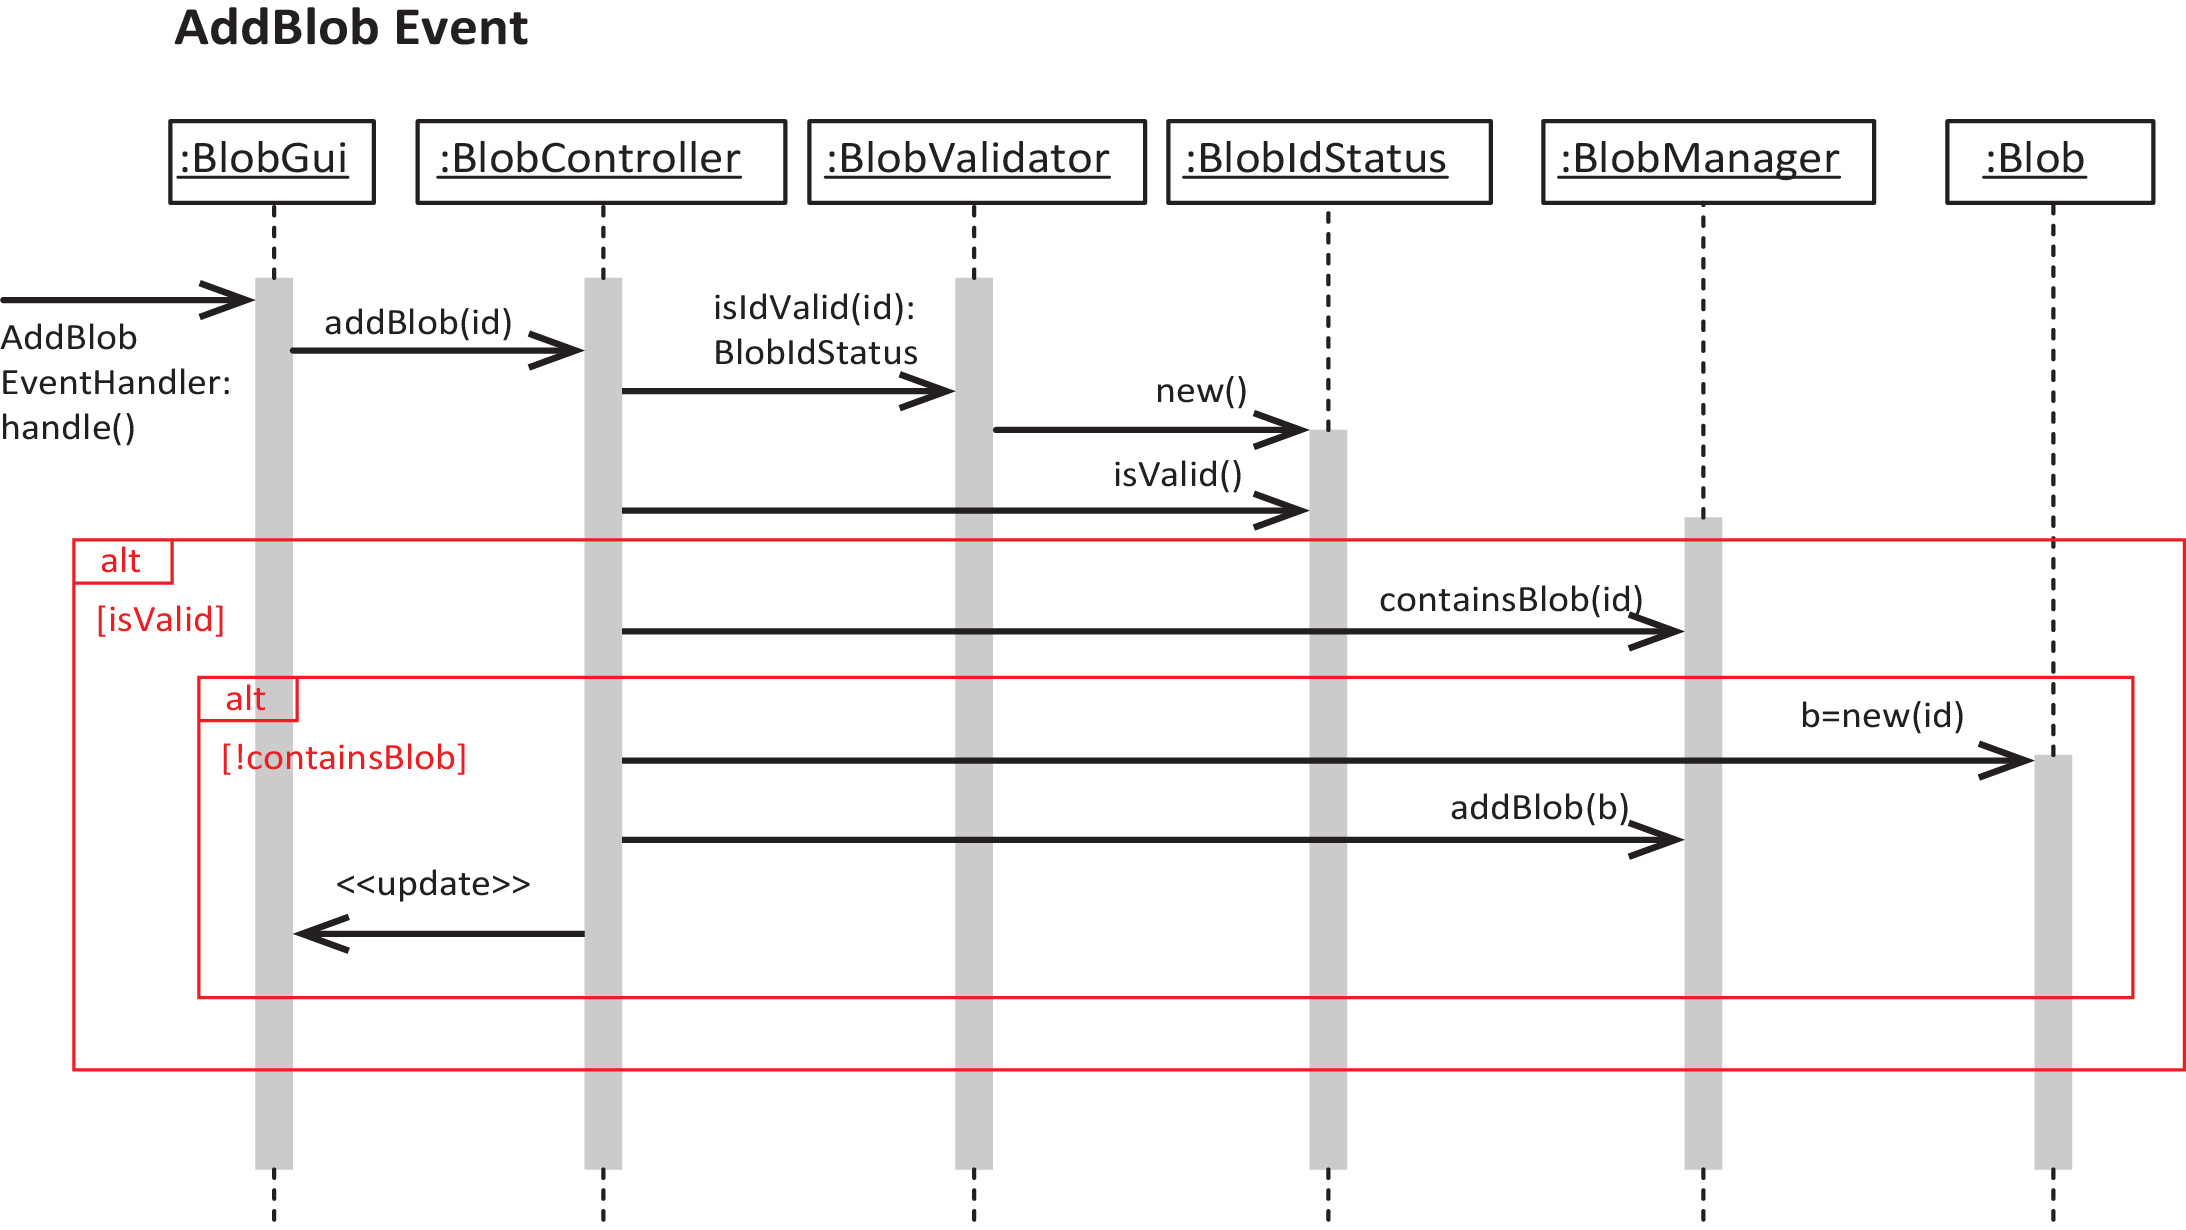 AddBlob Event
:BlobGui
:BlobController
:BlobValidator
:BlobIdStatus
:BlobManager
:Blob
AddBlob
EventHandler:
handle()
addBlob(id)
isIdValid(id):
BlobIdStatus
new()
isValid()
alt
[isValid]
containsBlob(id)
alt
[!containsBlob]
b=new(id)
addBlob(b)
<<update>>